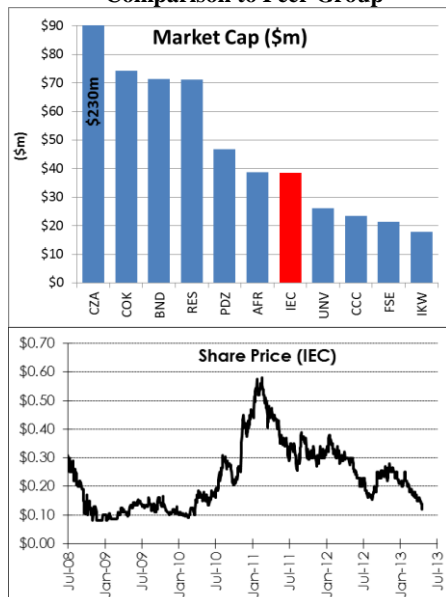 Comparison to Peer Group
Market Cap ($m)
($m)
$90
$80
$70
$60
$50
$40
$30
$20
$10
$0
$230m
CZA
COK
BND
RES
PDZ
AFR
IEC
UNV
CCC
FSE
IKW
Share Price (IEC)
$0.70
$0.60
$0.50
$0.40
$0.30
$0.20
$0.10
$0.00
Jul-08
Jan-09
Jul-09
Jan-10
Jul-10
Jan-11
Jul-11
Jan-12
Jul-12
Jan-13
Jul-13